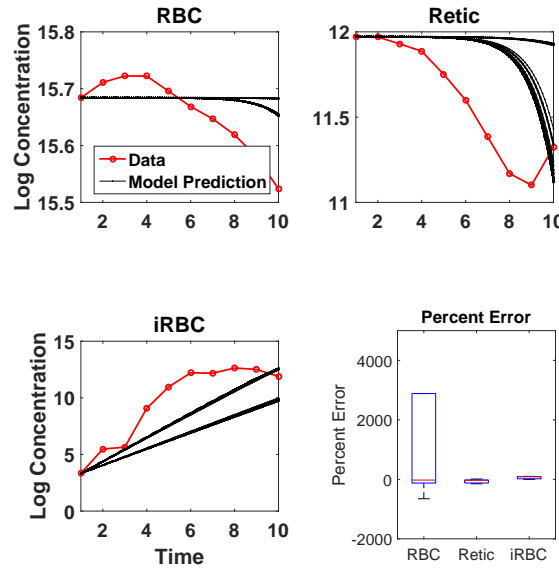 RBC
Retic
15.8
15.7
15.6
15.5
Log Concentration
Data
Model Prediction
2
4
6
8
10
12
11.5
11
2
4
6
8
10
iRBC
Percent Error
15
10
5
0
Log Concentration
2
4
6
8
10
Time
4000
2000
0
-2000
Percent Error
RBC
Retic
iRBC